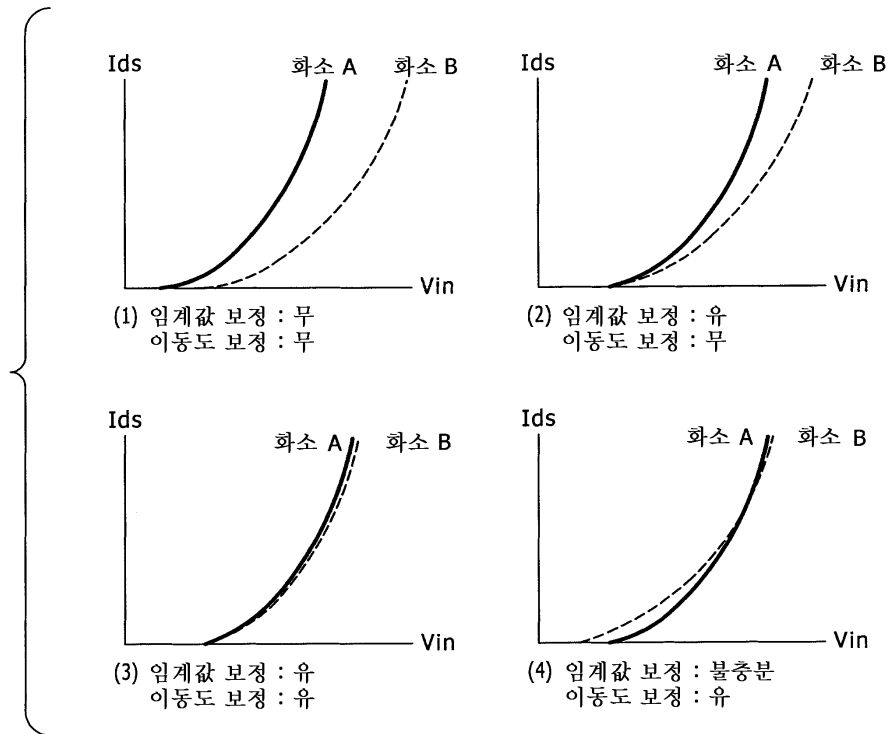 Ids
화소 A
화소 B
Vin
(1) 임계값 보정 : 무
이동도 보정 : 무
Ids
화소 A
화소 B
Vin
(2) 임계값 보정 : 유
이동도 보정 : 무
Ids
화소 A
화소 B
Vin
(3) 임계값 보정 : 유
이동도 보정 : 유
Ids
화소 A
화소 B
Vin
(4) 임계값 보정 : 불충분
이동도 보정 : 유